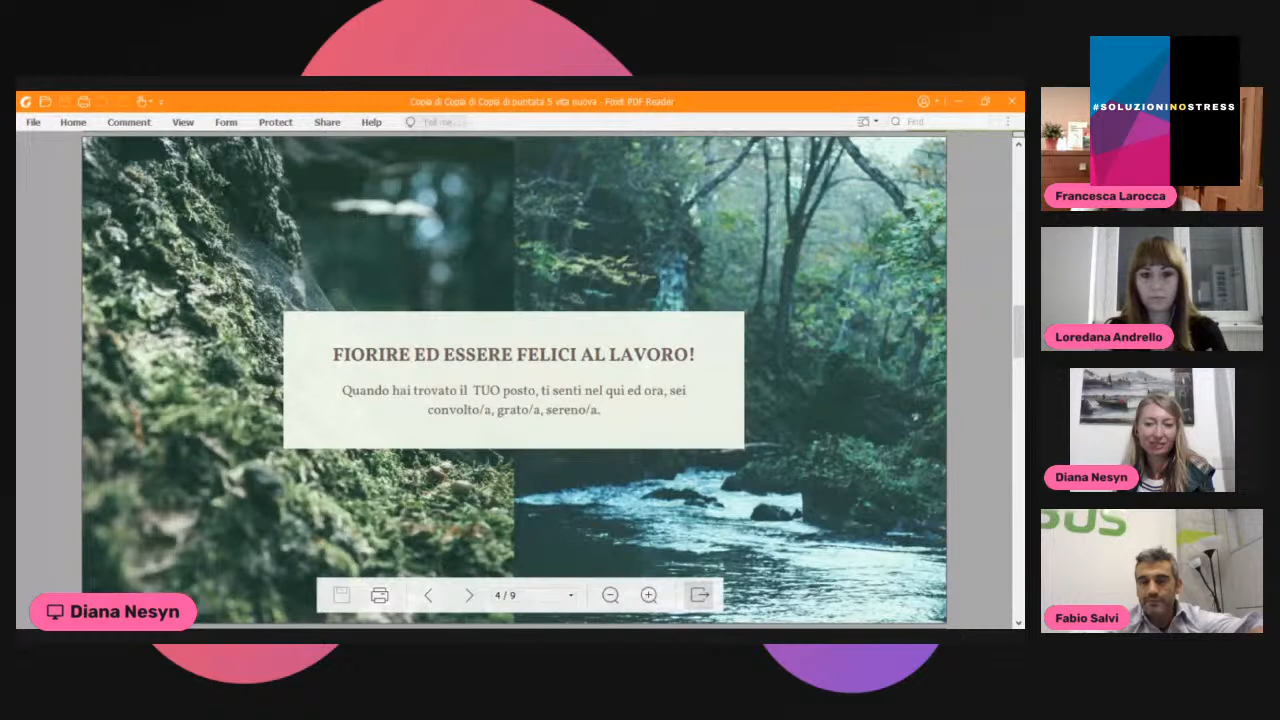 Copia di Copia di Copia di puntata 5 vita nuova - Foxit PDF Reader
File Home Comment View Form Protect Share Help Tell me... Find
#SOLUZIONINOSTRESS
Francesca Larocca
FIORIRE ED ESSERE FELICI AL LAVORO!
Quando hai trovato il TUO posto, ti senti nel qui ed ora, sei
convolto/a, grato/a, sereno/a.
Loredana Andrello
Diana Nesyn
SUS
Fabio Salvi
4 / 9
Diana Nesyn